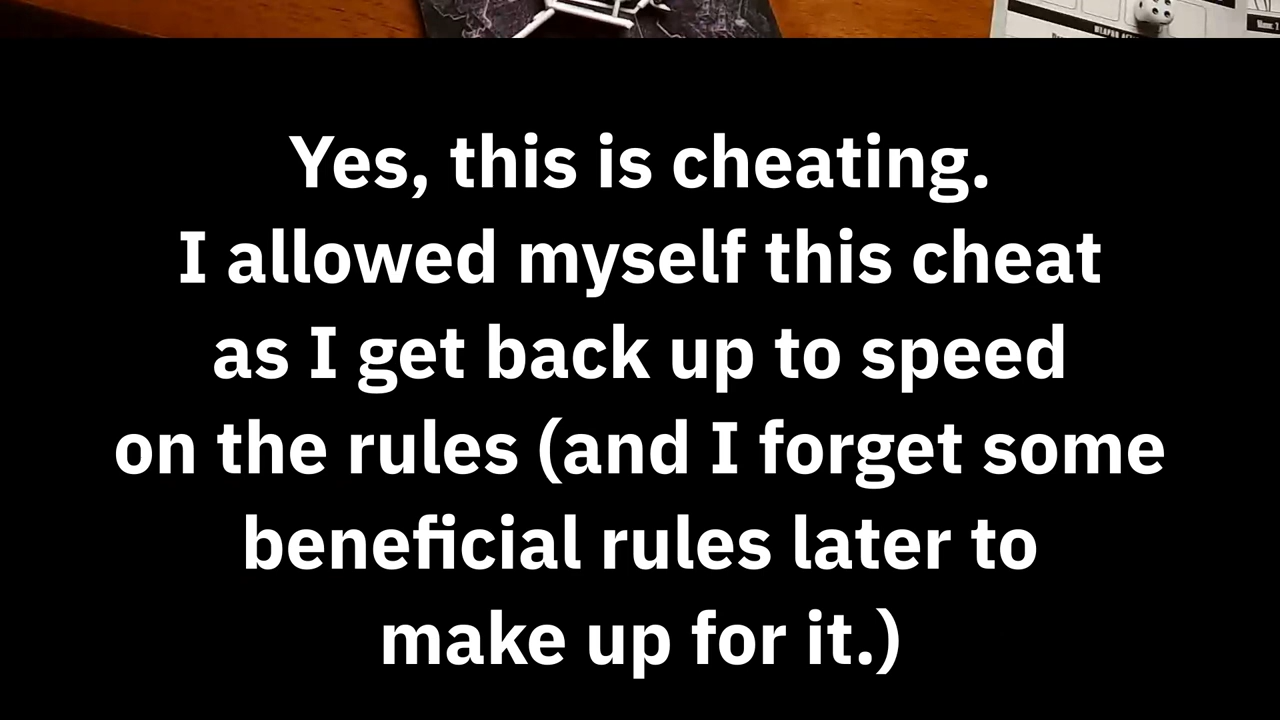 WEAPON
Yes, this is cheating.
I allowed myself this cheat
as I get back up to speed
on the rules (and I forget some
beneficial rules later to
make up for it.)